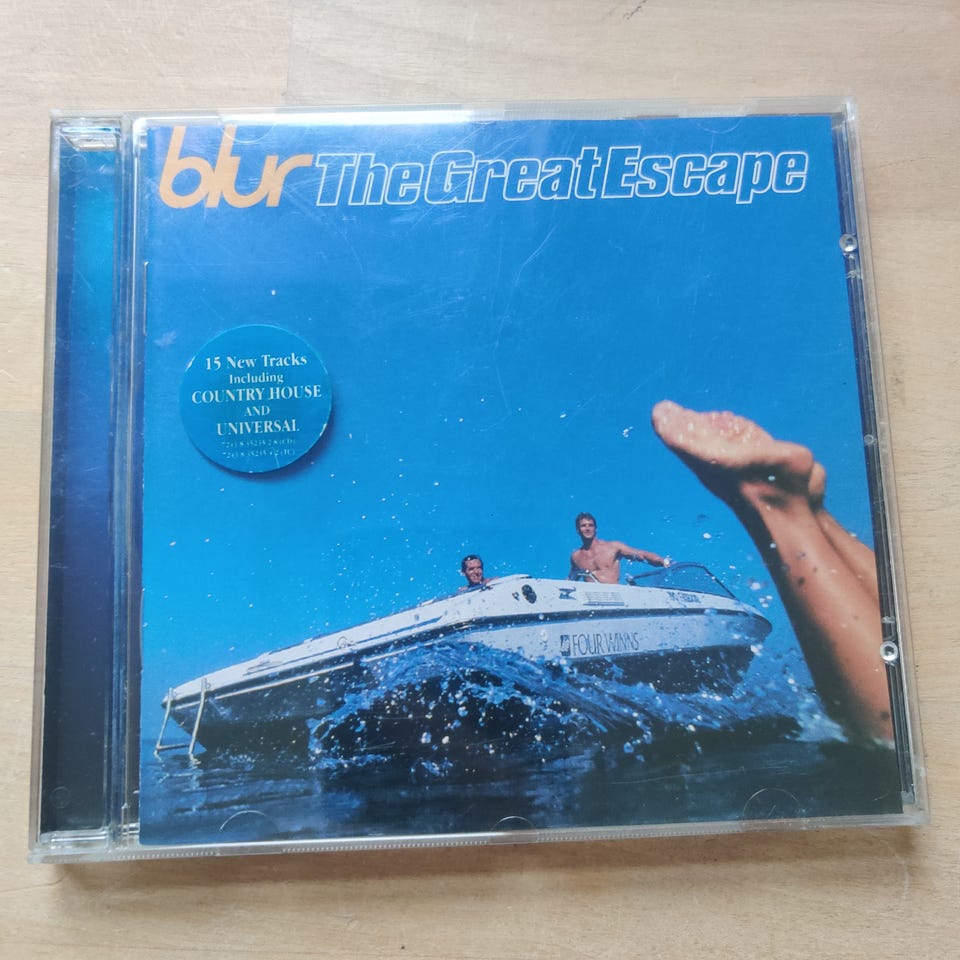 blur The Great Escape
15 New Tracks
Including
COUNTRY HOUSE
AND
UNIVERSAL
FOUR WINNS